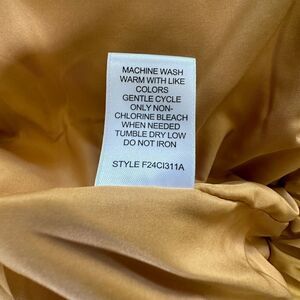 MACHINE WASH
WARM WITH LIKE
COLORS
GENTLE CYCLE
ONLY NON-
CHLORINE BLEACH
WHEN NEEDED
TUMBLE DRY LOW
DO NOT IRON
STYLE F24CI311A